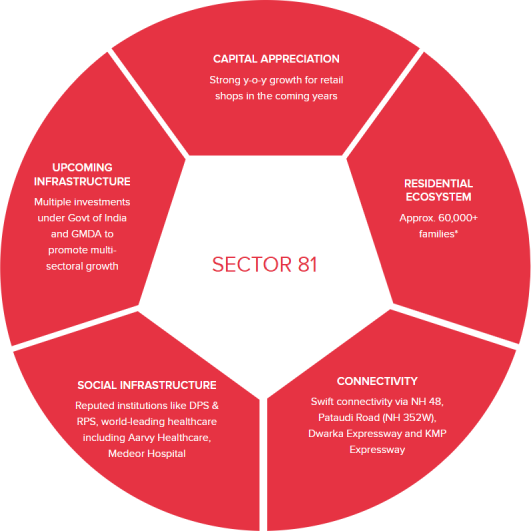 CAPITAL APPRECIATION
Strong y-o-y growth for retail
shops in the coming years
UPCOMING
INFRASTRUCTURE
Multiple investments
under Govt of India
and GMDA to
promote multi-
sectoral growth
RESIDENTIAL
ECOSYSTEM
Approx. 60,000+
families*
SECTOR 81
SOCIAL INFRASTRUCTURE
Reputed institutions like DPS &
RPS, world-leading healthcare
including Aarvy Healthcare,
Medeor Hospital
CONNECTIVITY
Swift connectivity via NH 48,
Pataudi Road (NH 352W),
Dwarka Expressway and KMP
Expressway